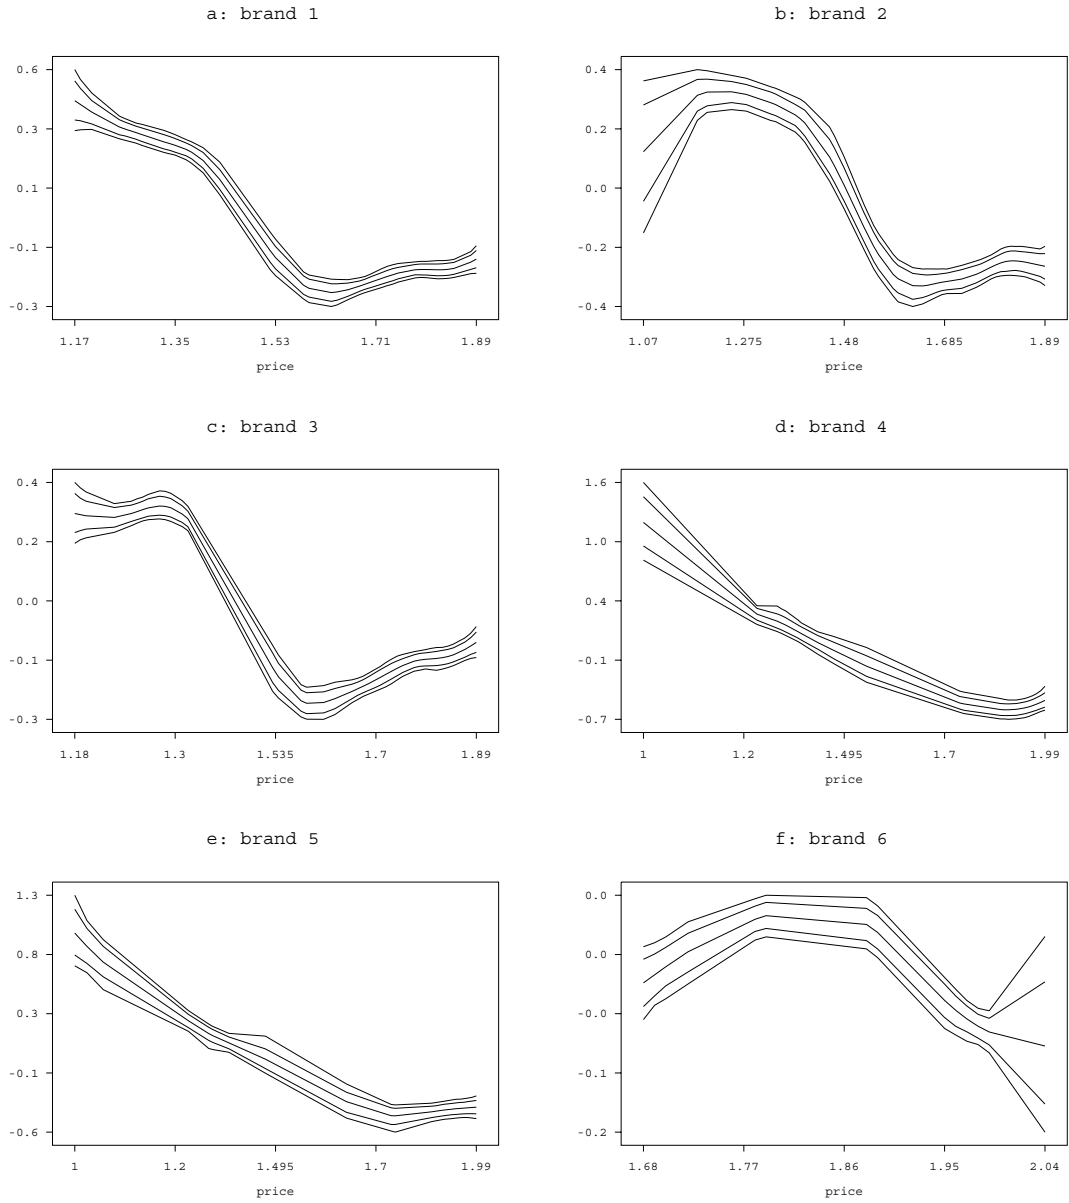 a: brand 1
0.6
0.3
0.1
-0.1
-0.3
1.17 1.35 1.53 1.71 1.89
price
b: brand 2
0.4
0.2
0.0
-0.2
-0.4
1.07 1.275 1.48 1.685 1.89
price
c: brand 3
0.4
0.2
0.0
-0.1
-0.3
1.18 1.3 1.535 1.7 1.89
price
d: brand 4
1.6
1.0
0.4
-0.1
-0.7
1 1.2 1.495 1.7 1.99
price
e: brand 5
1.3
0.8
0.3
-0.1
-0.6
1 1.2 1.495 1.7 1.99
price
f: brand 6
0.0
0.0
-0.0
-0.1
-0.2
1.68 1.77 1.86 1.95 2.04
price